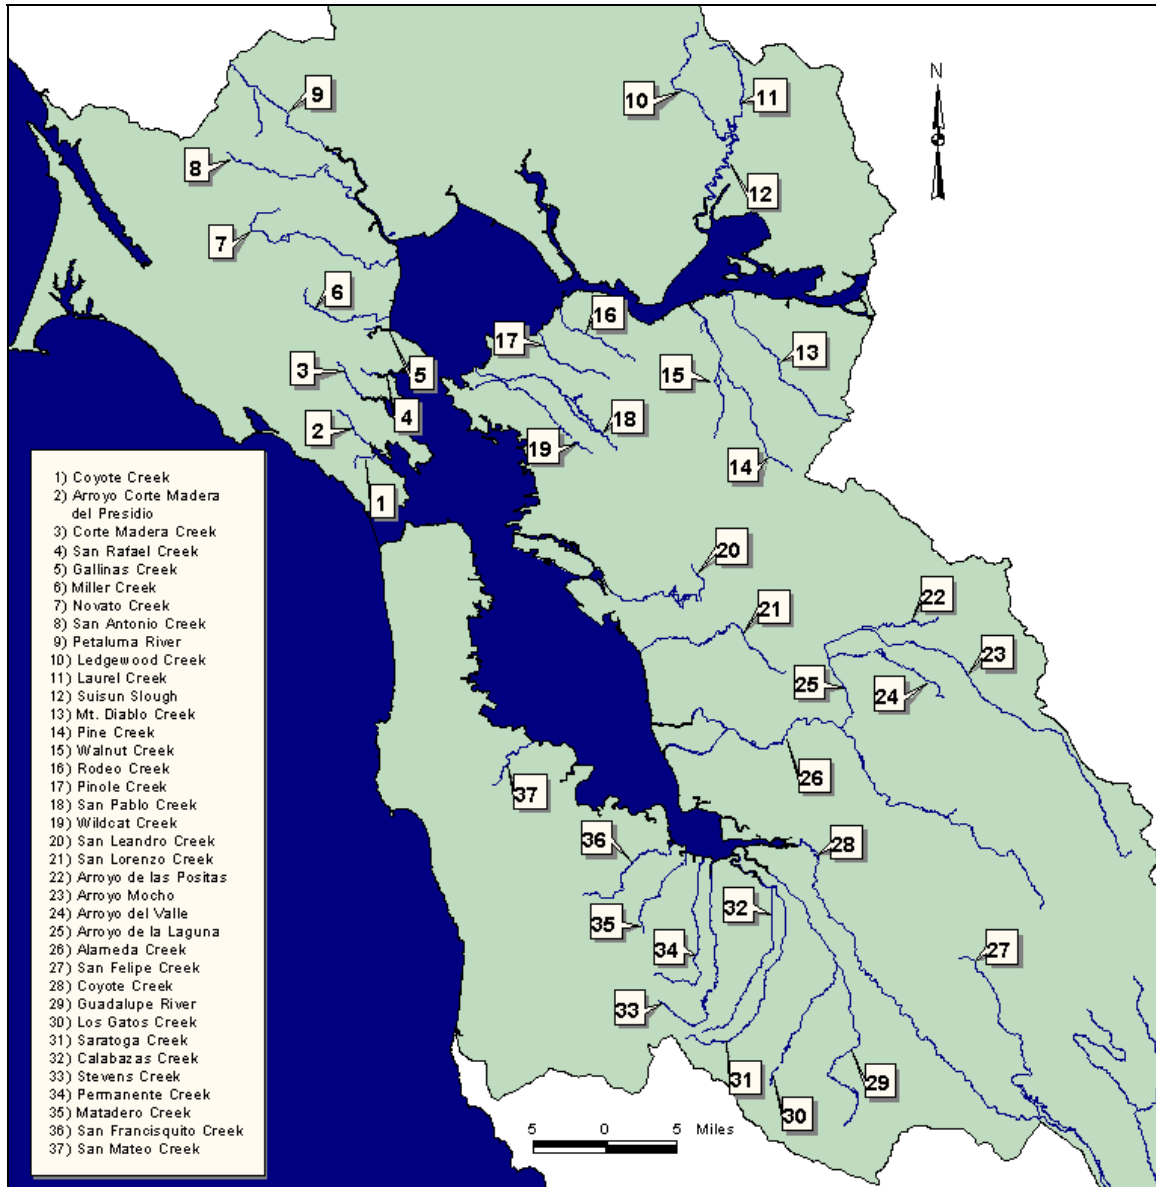 N
9
10
11
8
12
7
6
16
17
13
5
3
15
4
18
2
19
14
1
20
22
21
23
25
24
26
37
36
28
32
35
34
27
33
31
29
30
1) Coyote Creek
2) Arroyo Corte Madera
del Presidio
3) Corte Madera Creek
4) San Rafael Creek
5) Gallinas Creek
6) Miller Creek
7) Novato Creek
8) San Antonio Creek
9) Petaluma River
10) Ledgewood Creek
11) Laurel Creek
12) Suisun Slough
13) Mt. Diablo Creek
14) Pine Creek
15) Walnut Creek
16) Rodeo Creek
17) Pinole Creek
18) San Pablo Creek
19) Wildcat Creek
20) San Leandro Creek
21) San Lorenzo Creek
22) Arroyo de las Positas
23) Arroyo Mocho
24) Arroyo del Valle
25) Arroyo de la Laguna
26) Alameda Creek
27) San Felipe Creek
28) Coyote Creek
29) Guadalupe River
30) Los Gatos Creek
31) Saratoga Creek
32) Calabazas Creek
33) Stevens Creek
34) Permanente Creek
35) Matadero Creek
36) San Francisquito Creek
37) San Mateo Creek
5 0 5 Miles